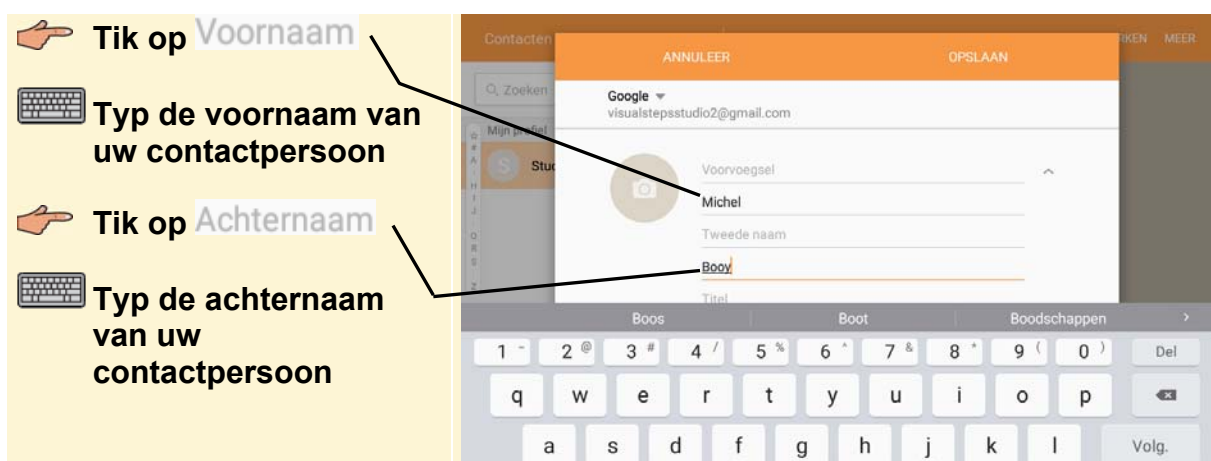 Tik op Voornaam
Typ de voornaam van
uw contactpersoon
Tik op Achternaam
Typ de achternaam
van uw
contactpersoon
Contacten
RKEN MEER
ANNULEER OPSLAAN
Zoeken
Google
visualstepsstudio2@gmail.com
Mijn profiel
S Stud
Voorvoegsel
Michel
Tweede naam
Booy
Titel
☆
#
A
H
I
J
Q
R
S
Z
Boos Boot Boodschappen >
1 - 2 @ 3 # 4 / 5 % 6 ^ 7 & 8 * 9 ( 0 ) Del
q w e r t y u i o p
a s d f g h j k l Volg.